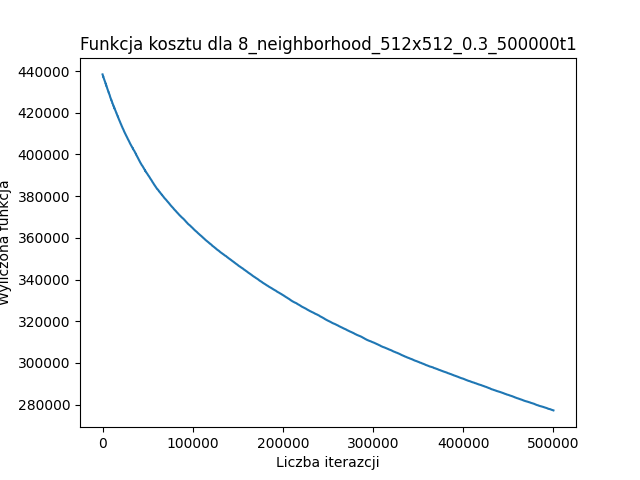 Funkcja kosztu dla 8_neighborhood_512x512_0.3_500000t1
440000
420000
400000
380000
360000
340000
320000
300000
280000
Wyliczona funkcja
0 100000 200000 300000 400000 500000
Liczba iterazcji